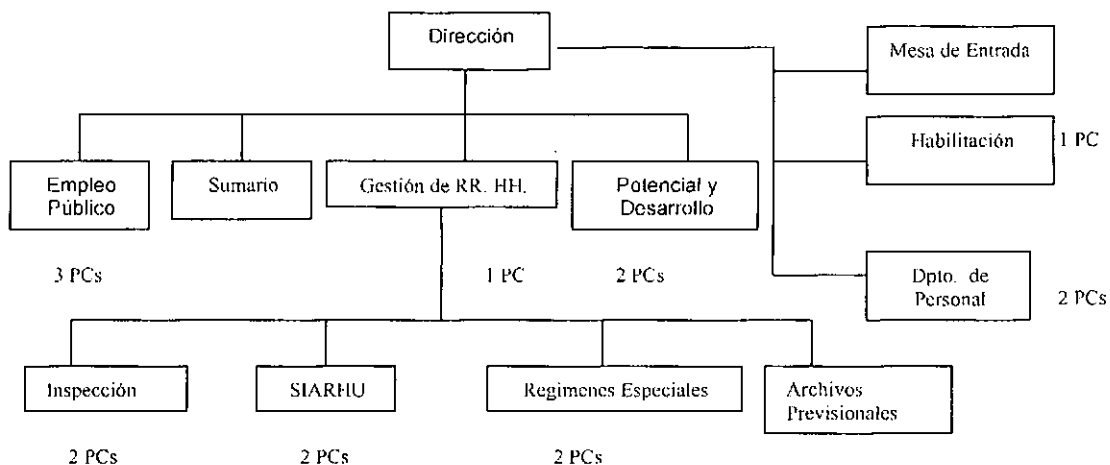 Dirección
Mesa de Entrada
Habilitación
1 PC
Empleo
Público
Sumario
Gestión de RR. HH.
Potencial y
Desarrollo
3 PCs
1 PC
2 PCs
Dpto. de
Personal
2 PCs
Inspección
SIARHU
Regimenes Especiales
Archivos
Previsionales
2 PCs
2 PCs
2 PCs